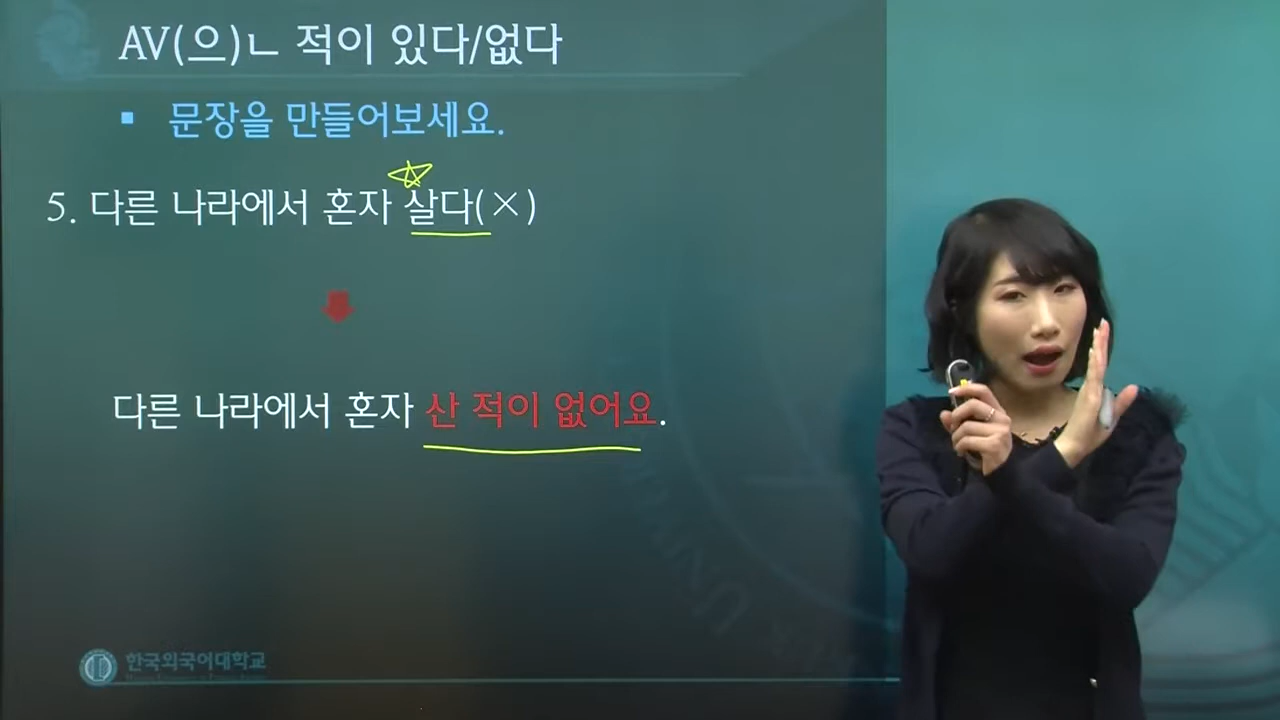 AV(으)ㄴ 적이 있다/없다
▪ 문장을 만들어보세요.
5. 다른 나라에서 혼자 살다(×)
다른 나라에서 혼자 산 적이 없어요.
한국외국어대학교